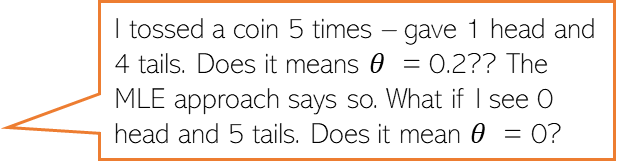 I tossed a coin 5 times – gave 1 head and
4 tails. Does it means θ = 0.2?? The
MLE approach says so. What if I see 0
head and 5 tails. Does it mean θ = 0?